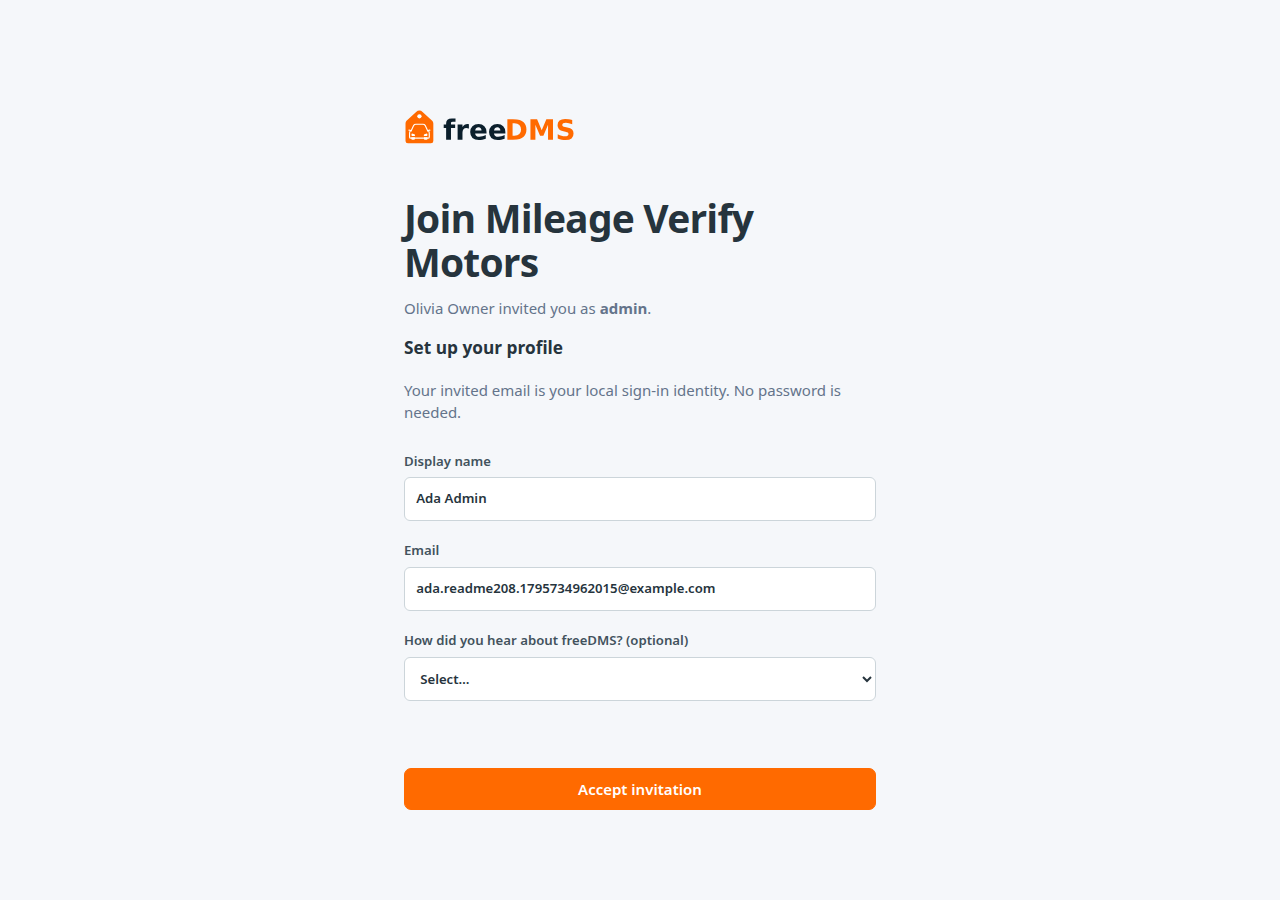 freeDMS
Join Mileage Verify
Motors
Olivia Owner invited you as admin.
Set up your profile
Your invited email is your local sign-in identity. No password is
needed.
Display name
Ada Admin
Email
ada.readme208.1795734962015@example.com
How did you hear about freeDMS? (optional)
Select...
Accept invitation